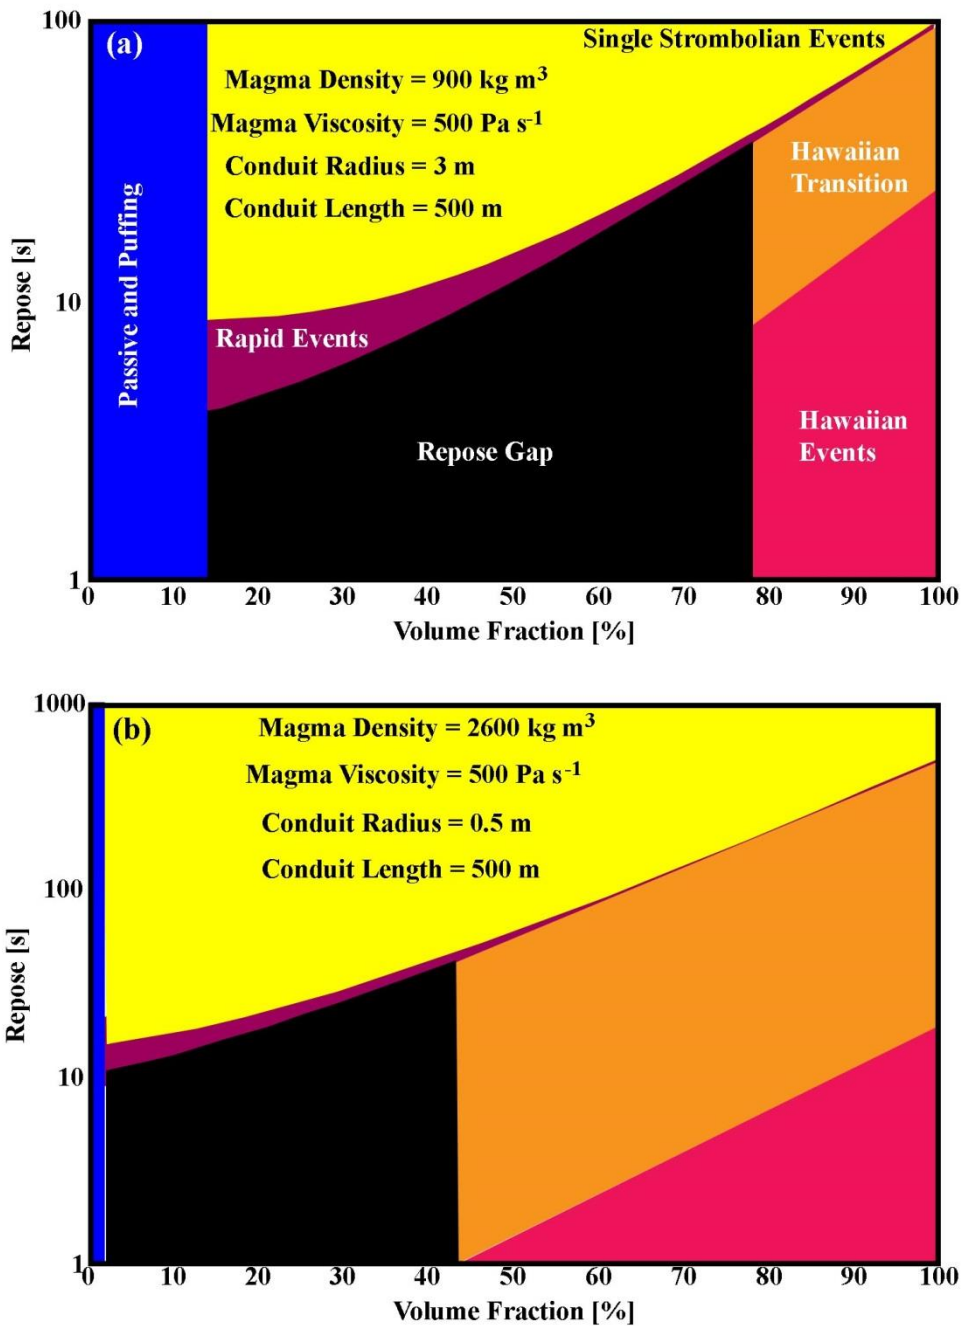 100
(a)
Single Strombolian Events
Magma Density = 900 kg m3
Magma Viscosity = 500 Pa s-1
Conduit Radius = 3 m
Conduit Length = 500 m
Hawaiian
Transition
Passive and Puffing
Repose [s]
10
Rapid Events
Repose Gap
Hawaiian
Events
1
0 10 20 30 40 50 60 70 80 90 100
Volume Fraction [%]
1000
(b)
Magma Density = 2600 kg m3
Magma Viscosity = 500 Pa s-1
Conduit Radius = 0.5 m
Conduit Length = 500 m
100
Repose [s]
10
1
0 10 20 30 40 50 60 70 80 90 100
Volume Fraction [%]